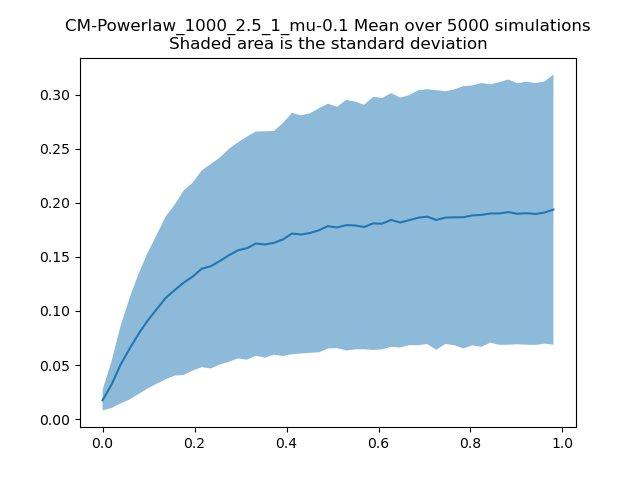 CM-Powerlaw_1000_2.5_1_mu-0.1 Mean over 5000 simulations
Shaded area is the standard deviation
0.30
0.25
0.20
0.15
0.10
0.05
0.00
0.0 0.2 0.4 0.6 0.8 1.0